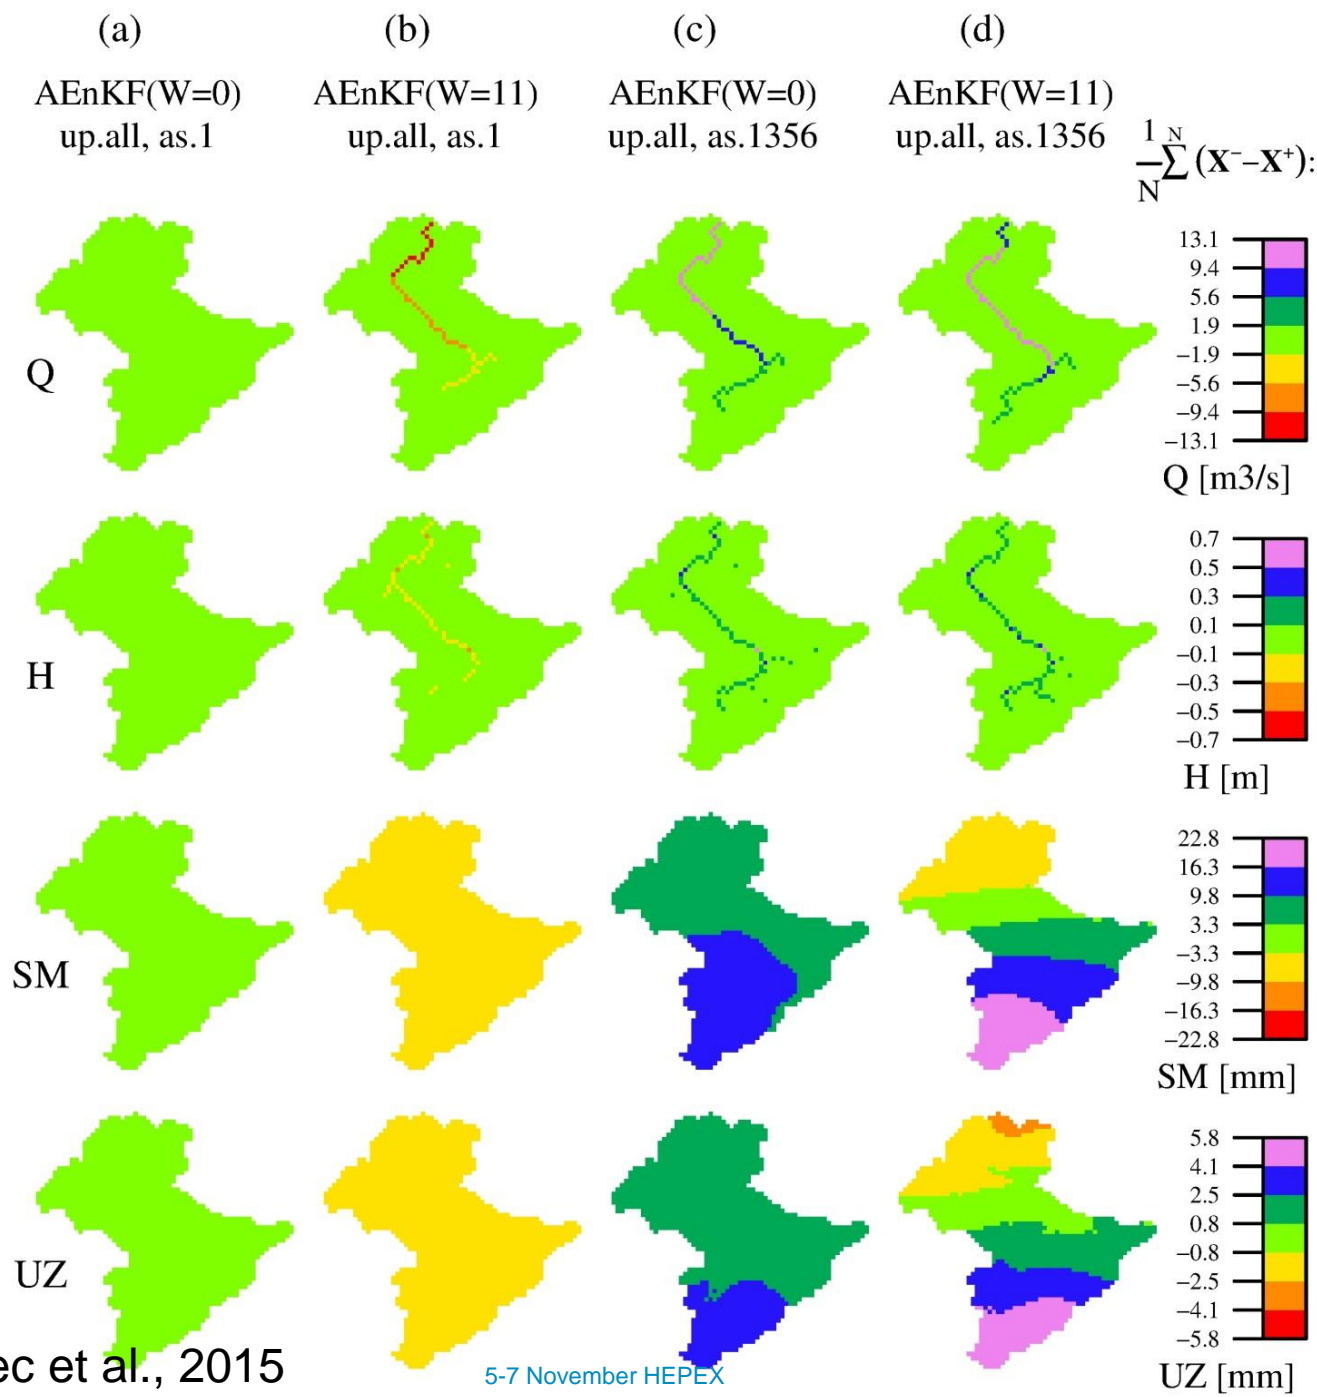 (a) (b) (c) (d)
AEnKF(W=0) AEnKF(W=11) AEnKF(W=0) AEnKF(W=11)
up.all, as.1 up.all, as.1 up.all, as.1356 up.all, as.1356
1/N Σ^N (X⁻–X⁺):
Q
13.1
9.4
5.6
1.9
−1.9
−5.6
−9.4
−13.1
Q [m3/s]
H
0.7
0.5
0.3
0.1
−0.1
−0.3
−0.5
−0.7
H [m]
SM
22.8
16.3
9.8
3.3
−3.3
−9.8
−16.3
−22.8
SM [mm]
UZ
5.8
4.1
2.5
0.8
−0.8
−2.5
−4.1
−5.8
UZ [mm]
ec et al., 2015
5-7 November HEPEX